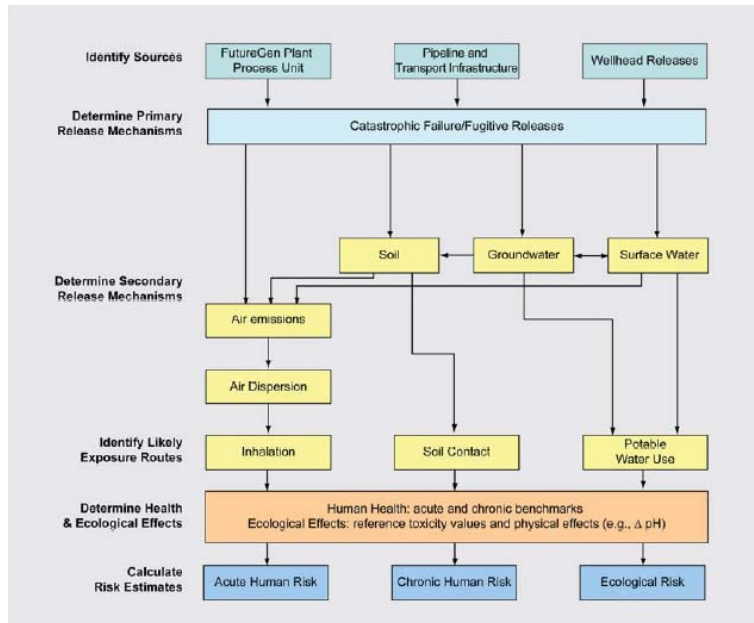 Identify Sources
FutureGen Plant
Process Unit
Pipeline and
Transport Infrastructure
Wellhead Releases
Determine Primary
Release Mechanisms
Catastrophic Failure/Fugitive Releases
Soil
Groundwater
Surface Water
Determine Secondary
Release Mechanisms
Air emissions
Air Dispersion
Identify Likely
Exposure Routes
Inhalation
Soil Contact
Potable
Water Use
Determine Health
& Ecological Effects
Human Health: acute and chronic benchmarks
Ecological Effects: reference toxicity values and physical effects (e.g., Δ pH)
Calculate
Risk Estimates
Acute Human Risk
Chronic Human Risk
Ecological Risk